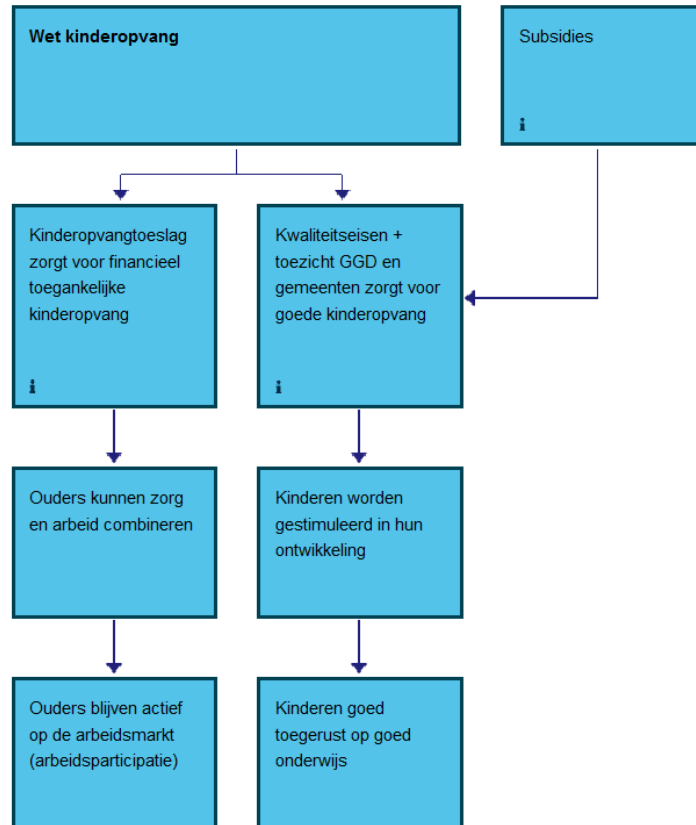 Wet kinderopvang
Subsidies
i
Kinderopvangtoeslag
zorgt voor financieel
toegankelijke
kinderopvang
i
Kwaliteitseisen +
toezicht GGD en
gemeenten zorgt voor
goede kinderopvang
i
Ouders kunnen zorg
en arbeid combineren
Kinderen worden
gestimuleerd in hun
ontwikkeling
Ouders blijven actief
op de arbeidsmarkt
(arbeidsparticipatie)
Kinderen goed
toegerust op goed
onderwijs